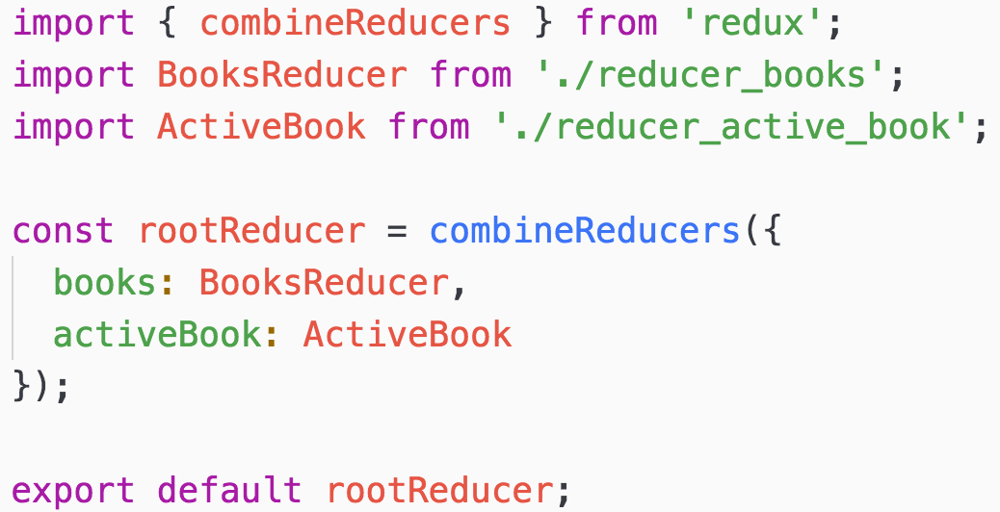 import { combineReducers } from 'redux';
import BooksReducer from './reducer_books';
import ActiveBook from './reducer_active_book';

const rootReducer = combineReducers({
  books: BooksReducer,
  activeBook: ActiveBook
});

export default rootReducer;